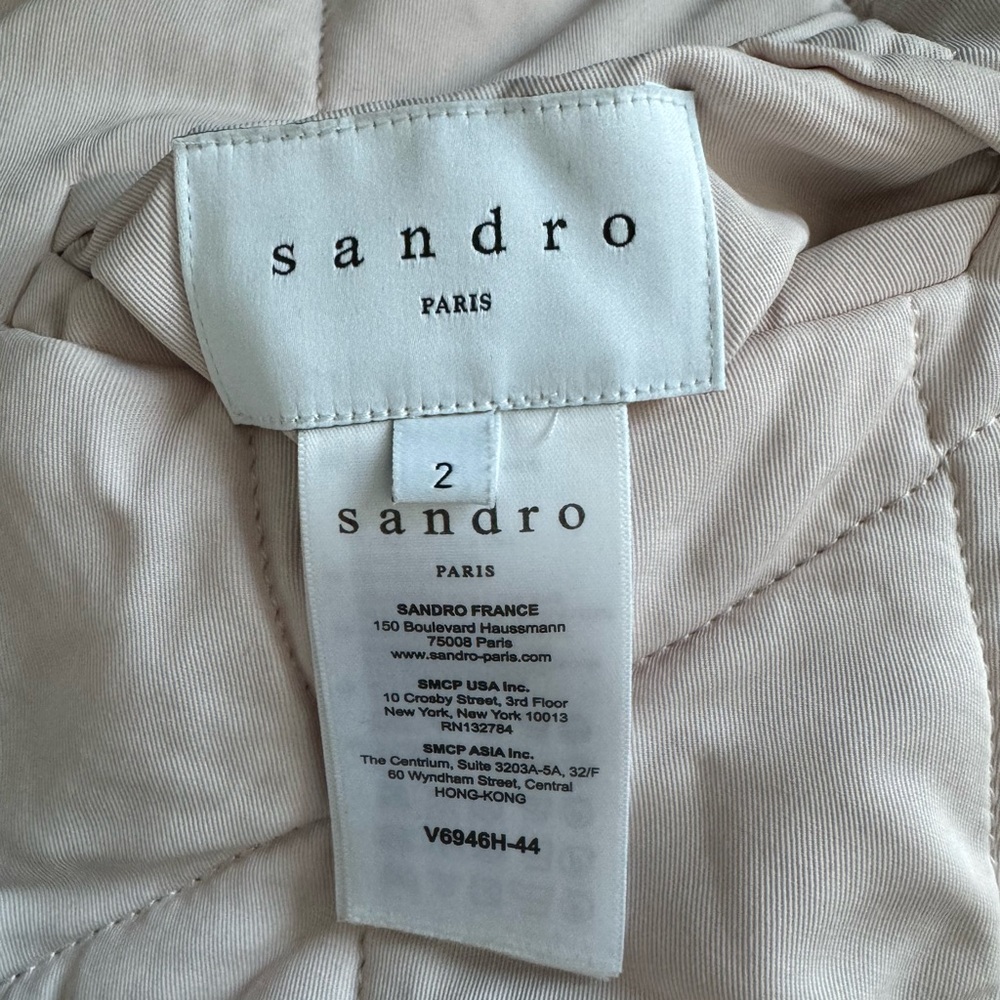 sandro
PARIS
2
sandro
PARIS
SANDRO FRANCE
150 Boulevard Haussmann
75008 Paris
www.sandro-paris.com
SMCP USA Inc.
10 Crosby Street, 3rd Floor
New York, New York 10013
RN132784
SMCP ASIA Inc.
The Centrium, Suite 3203A-5A, 32/F
60 Wyndham Street, Central
HONG-KONG
V6946H-44